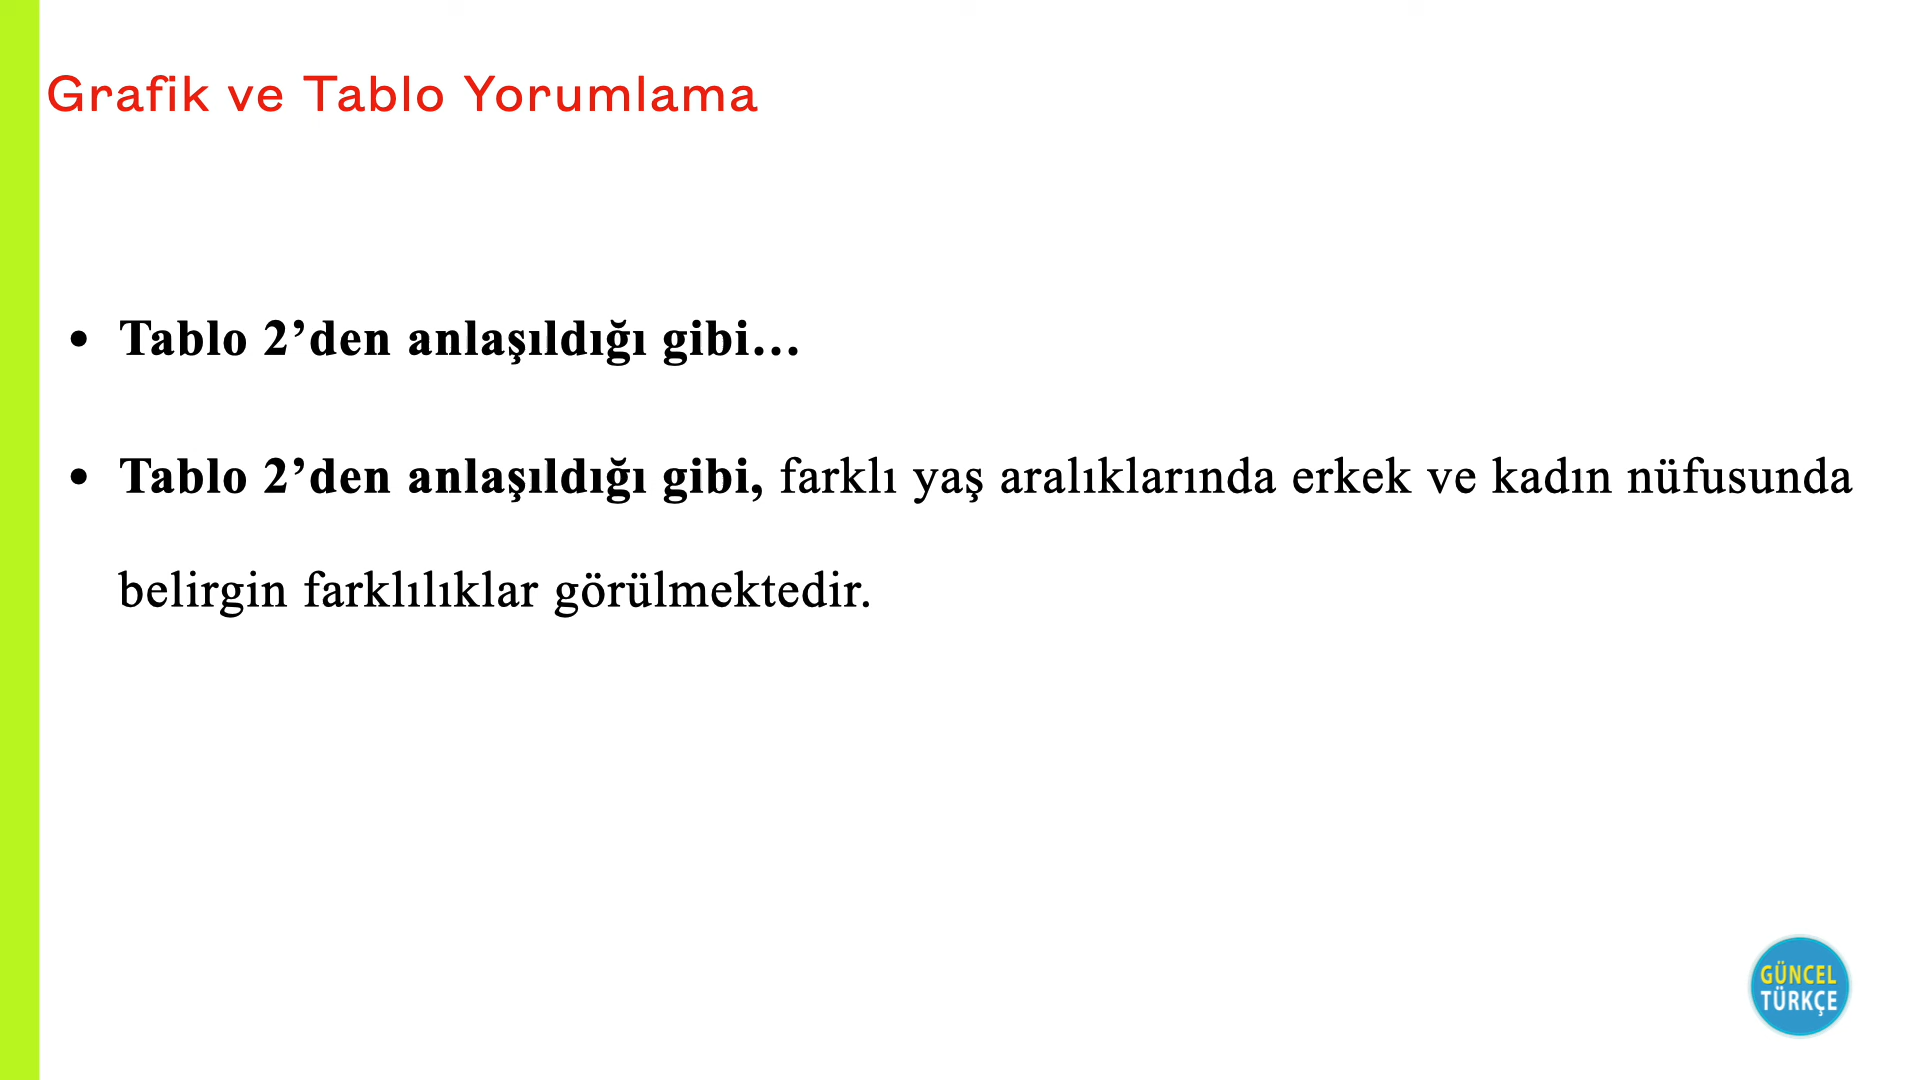 Grafik ve Tablo Yorumlama
• Tablo 2’den anlaşıldığı gibi…
• Tablo 2’den anlaşıldığı gibi, farklı yaş aralıklarında erkek ve kadın nüfusunda
belirgin farklılıklar görülmektedir.
GÜNCEL
TÜRKÇE